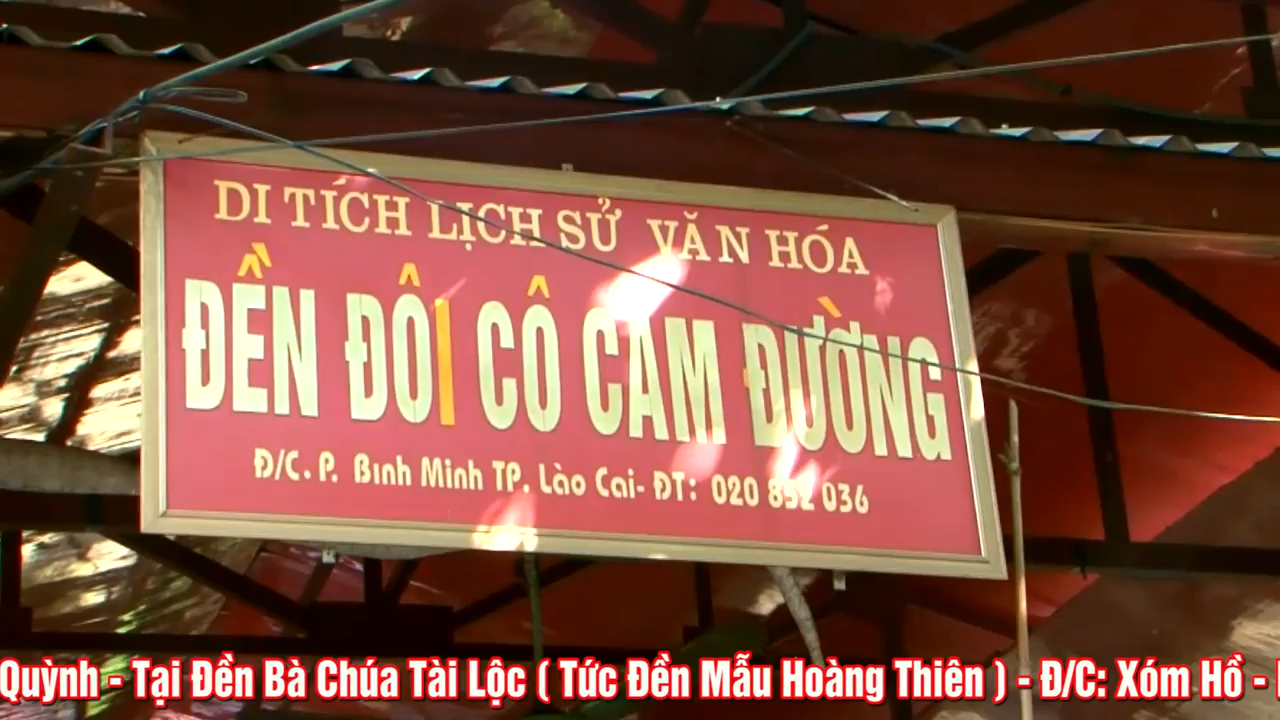 DI TÍCH LỊCH SỬ VĂN HÓA
ĐỀN ĐÔI CÔ CAM ĐƯỜNG
Đ/C. P. Bình Minh TP. Lào Cai- ĐT: 020 852 036
Quỳnh - Tại Đền Bà Chúa Tài Lộc ( Tức Đền Mẫu Hoàng Thiên ) - Đ/C: Xóm Hồ -